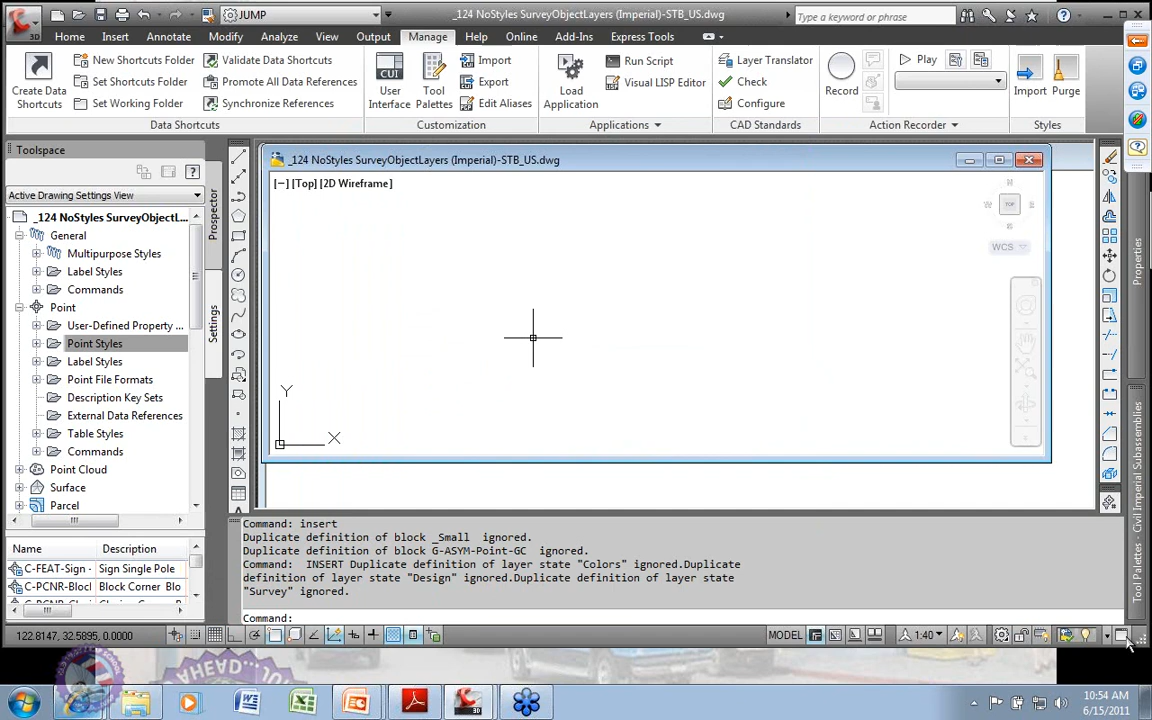 JUMP
_124 NoStyles SurveyObjectLayers (Imperial)-STB_US.dwg
Type a keyword or phrase
3D
Home Insert Annotate Modify Analyze View Output Manage Help Online Add-Ins Express Tools
Create Data Shortcuts
New Shortcuts Folder
Set Shortcuts Folder
Set Working Folder
Validate Data Shortcuts
Promote All Data References
Synchronize References
Data Shortcuts
CUI
User Interface
Tool Palettes
Import
Export
Edit Aliases
Customization
Load Application
Run Script
Visual LISP Editor
Applications
Layer Translator
Check
Configure
CAD Standards
Record
Play
Action Recorder
Import
Purge
Styles
Toolspace
Active Drawing Settings View
_124 NoStyles SurveyObjectL...
General
Multipurpose Styles
Label Styles
Commands
Point
User-Defined Property ...
Point Styles
Label Styles
Point File Formats
Description Key Sets
External Data References
Table Styles
Commands
Point Cloud
Surface
Parcel
Name Description
C-FEAT-Sign - Sign Single Pole
C-PCNR-Blocl Block Corner Blo
Prospector
Settings
_124 NoStyles SurveyObjectLayers (Imperial)-STB_US.dwg
[−] [Top] [2D Wireframe]
TOP
WCS
Y
X
Properties
Tool Palettes - Civil Imperial Subassemblies
Command: insert
Duplicate definition of block _Small ignored.
Duplicate definition of block G-ASYM-Point-GC ignored.
Command: INSERT Duplicate definition of layer state "Colors" ignored.Duplicate
definition of layer state "Design" ignored.Duplicate definition of layer state
"Survey" ignored.
Command:
122.8147, 32.5895, 0.0000
MODEL
1:40
AHEAD
10:54 AM
6/15/2011